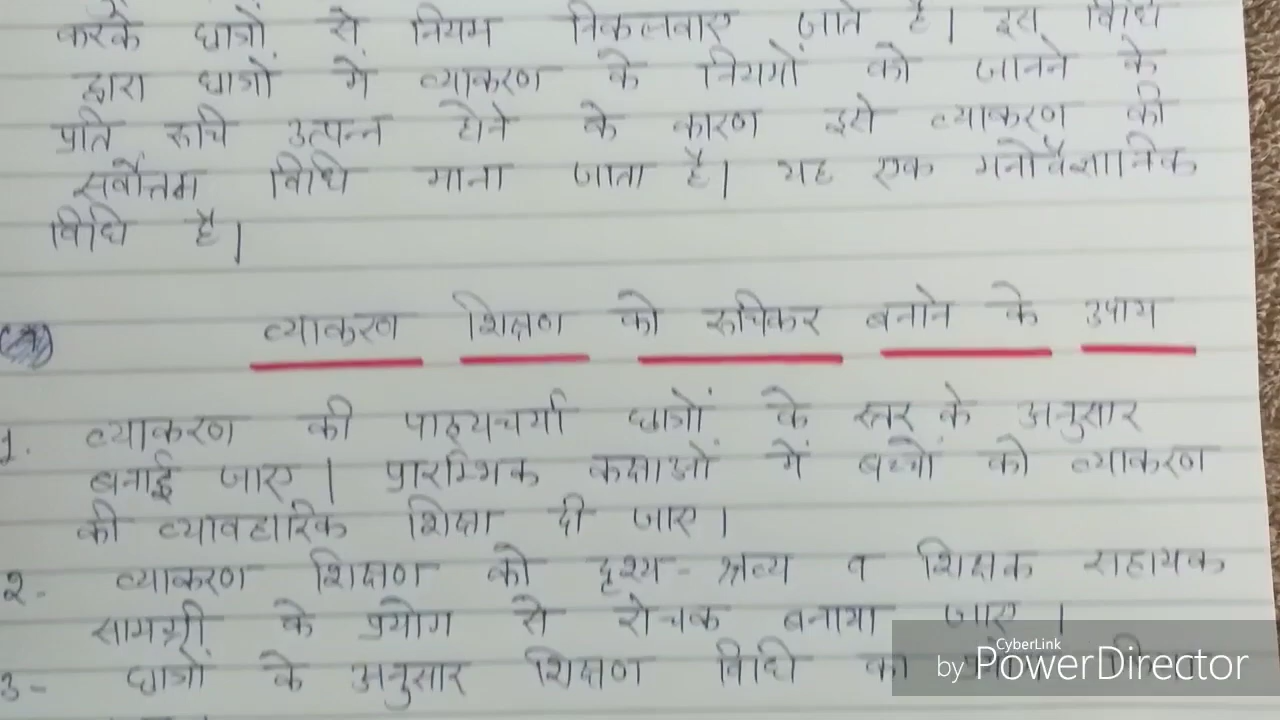 करके छात्रों से नियम निकलवाए जाते है। इस विधि
द्वारा छात्रों में व्याकरण के नियमों को जानने के
प्रति रुचि उत्पन्न होने के कारण इसे व्याकरण की
सर्वोत्तम विधि माना जाता है। यह एक मनोवैज्ञानिक
विधि है।
व्याकरण शिक्षण को रुचिकर बनाने के उपाय
1. व्याकरण की पाठ्यचर्या छात्रों के स्तर के अनुसार
बनाई जाए। प्रारम्भिक कक्षाओं में बच्चों को व्याकरण
की व्यावहारिक शिक्षा दी जाए।
2- व्याकरण शिक्षण को दृश्य-श्रव्य व शिक्षक सहायक
सामग्री के प्रयोग से रोचक बनाया जाए।
3- छात्रों के अनुसार शिक्षण विधि का
CyberLink
by PowerDirector